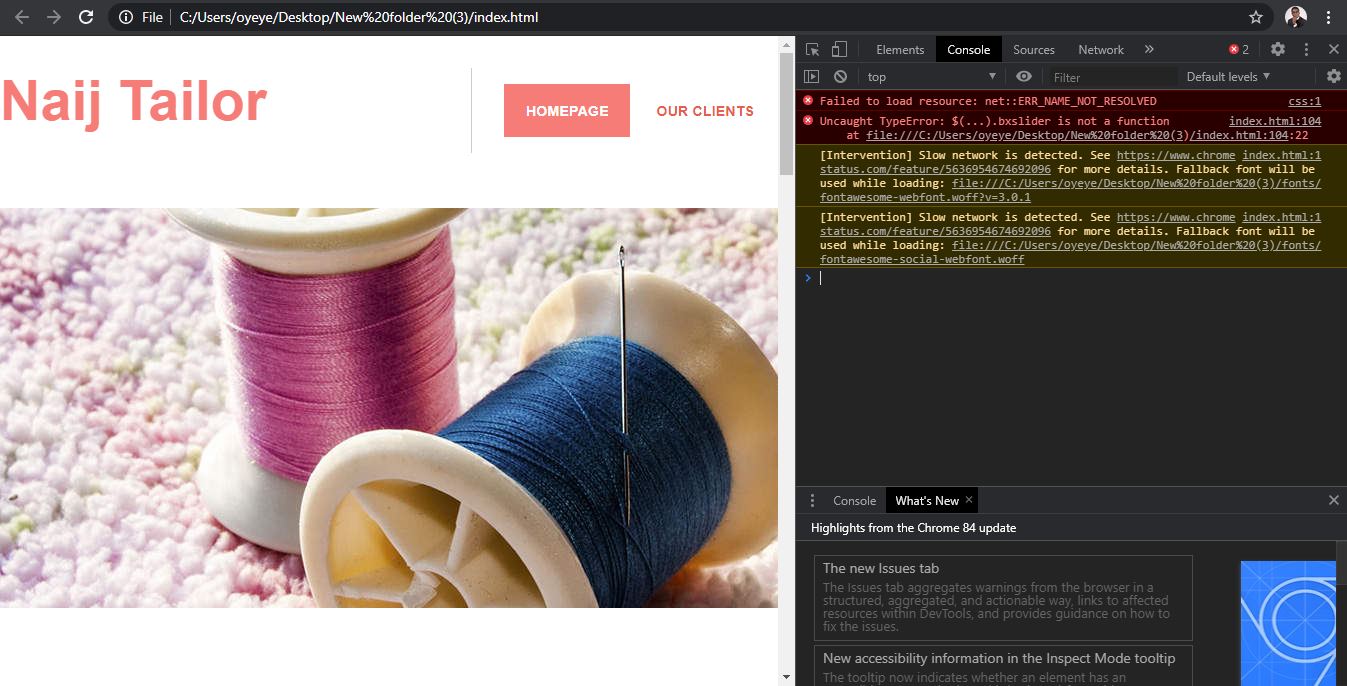 File C:/Users/oyeye/Desktop/New%20folder%20(3)/index.html
Naij Tailor
HOMEPAGE OUR CLIENTS
Elements Console Sources Network » 2
top Filter Default levels
Failed to load resource: net::ERR_NAME_NOT_RESOLVED css:1
Uncaught TypeError: $(...).bxslider is not a function index.html:104
at file:///C:/Users/oyeye/Desktop/New%20folder%20(3)/index.html:104:22
[Intervention] Slow network is detected. See https://www.chrome index.html:1
status.com/feature/5636954674692096 for more details. Fallback font will be
used while loading: file:///C:/Users/oyeye/Desktop/New%20folder%20(3)/fonts/
fontawesome-webfont.woff?v=3.0.1
[Intervention] Slow network is detected. See https://www.chrome index.html:1
status.com/feature/5636954674692096 for more details. Fallback font will be
used while loading: file:///C:/Users/oyeye/Desktop/New%20folder%20(3)/fonts/
fontawesome-social-webfont.woff
Console What's New
Highlights from the Chrome 84 update
The new Issues tab
The Issues tab aggregates warnings from the browser in a
structured, aggregated, and actionable way, links to affected
resources within DevTools, and provides guidance on how to
fix the issues.
New accessibility information in the Inspect Mode tooltip
The tooltip now indicates whether an element has an